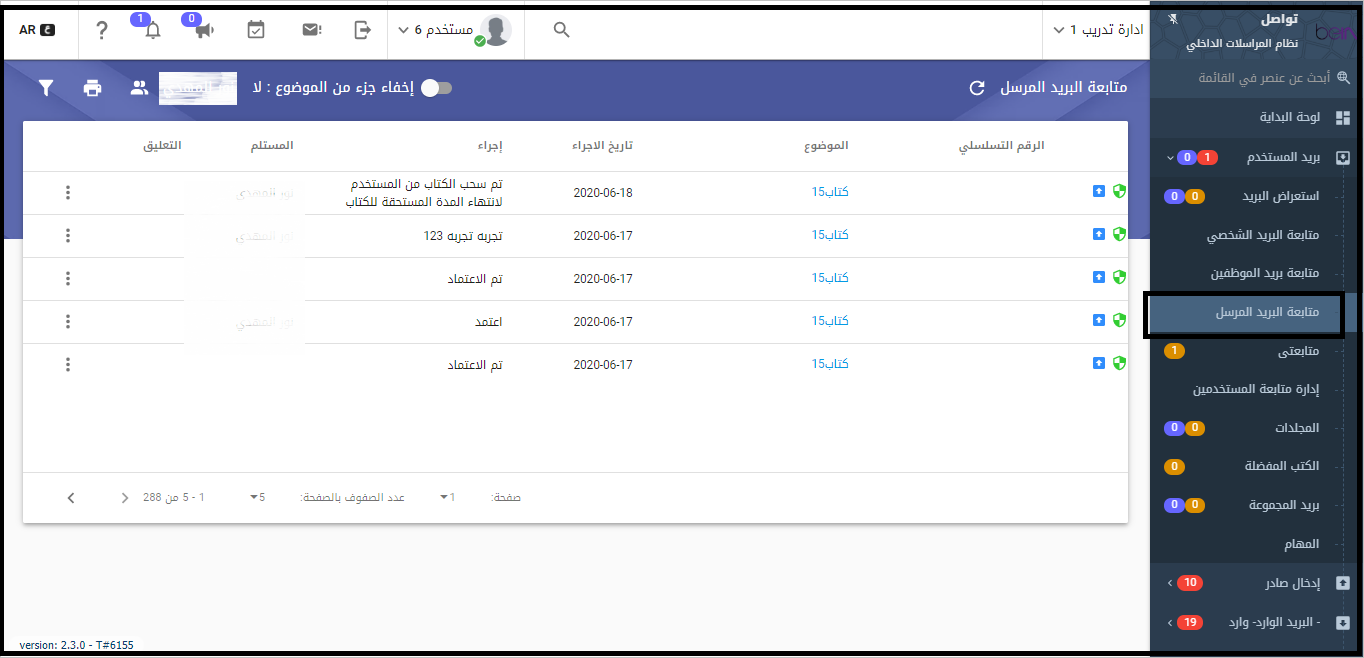 تواصل
نظام المراسلات الداخلي
bein
ادارة تدريب 1
مستخدم 6
0
1
AR ع
أبحث عن عنصر في القائمة
لوحة البداية
بريد المستخدم 1 0
استعراض البريد 0 0
متابعة البريد الشخصي
متابعة بريد الموظفين
متابعة البريد المرسل
متابعتى 1
إدارة متابعة المستخدمين
المجلدات 0 0
الكتب المفضلة 0
بريد المجموعة 0 0
المهام
إدخال صادر 10
- البريد الوارد- وارد 19
متابعة البريد المرسل
إخفاء جزء من الموضوع : لا
الرقم التسلسلي الموضوع تاريخ الاجراء إجراء المستلم التعليق
كتاب15 2020-06-18 تم سحب الكتاب من المستخدم
لانتهاء المدة المستحقة للكتاب
كتاب15 2020-06-17 تجربه تجربه 123
كتاب15 2020-06-17 تم الاعتماد
كتاب15 2020-06-17 اعتمد نور المهدي
كتاب15 2020-06-17 تم الاعتماد
صفحة: 1 عدد الصفوف بالصفحة: 5 1 - 5 من 288
version: 2.3.0 - T#6155